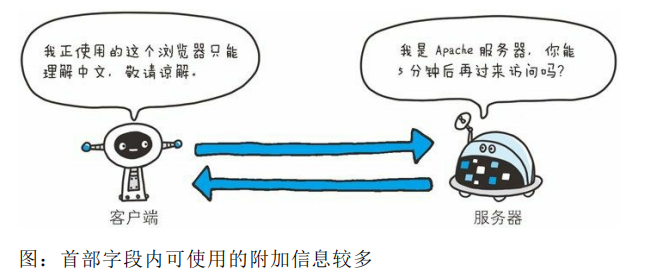 我正使用的这个浏览器只能
理解中文，敬请谅解。
我是 Apache 服务器，你能
5 分钟后再过来访问吗？
客户端
服务器
图：首部字段内可使用的附加信息较多